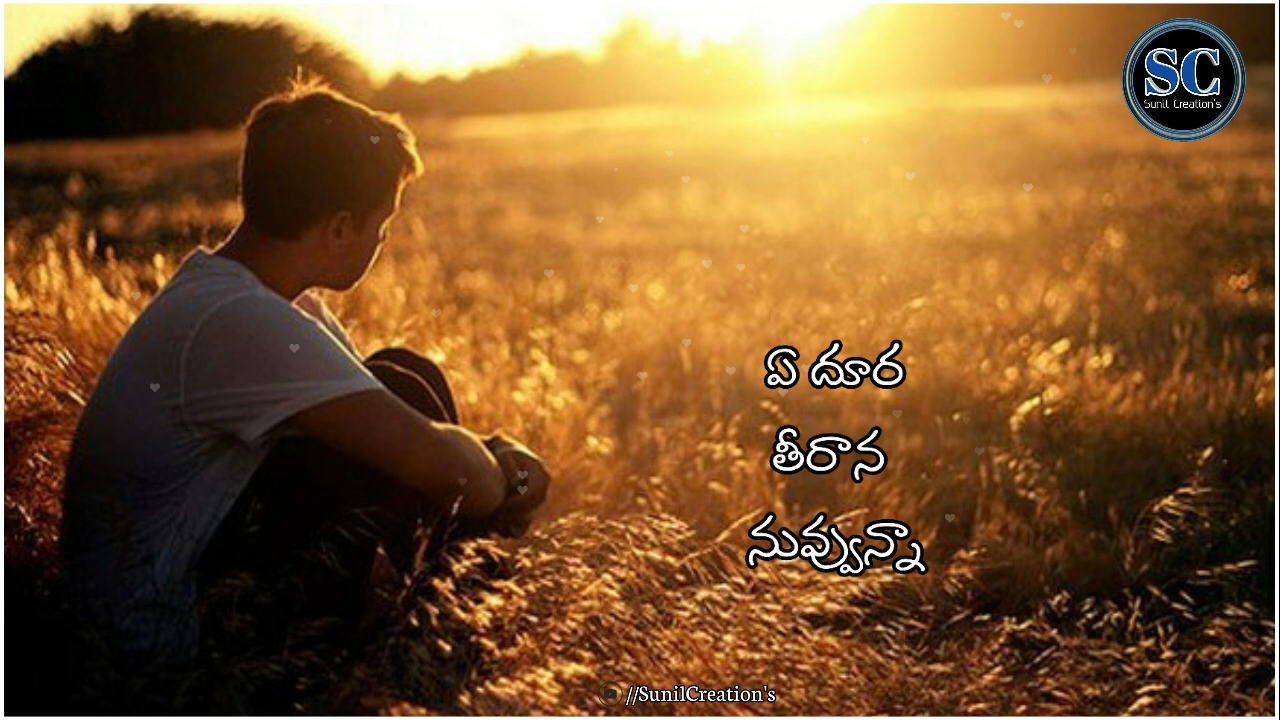 SC
Sunil Creation's
ఏ దూర
తీరాన
నువ్వున్నా
//SunilCreation's